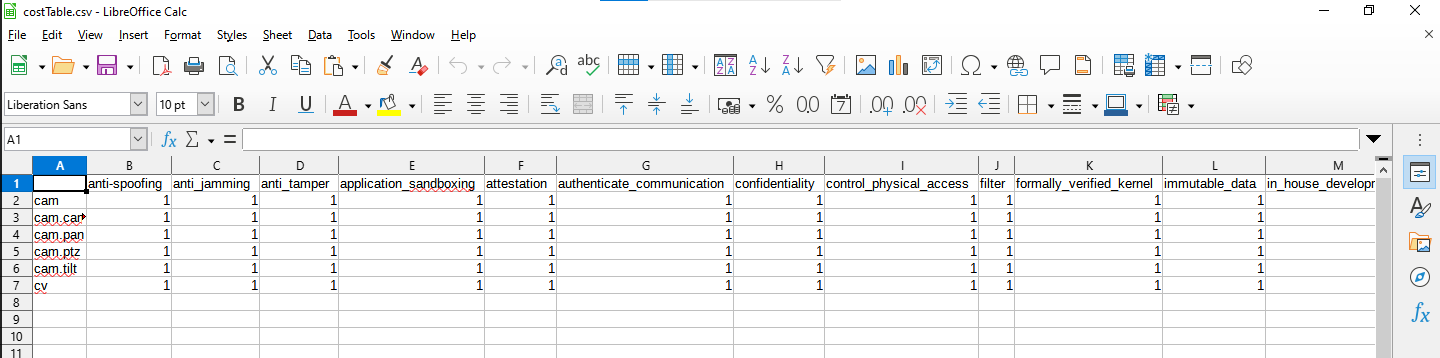 costTable.csv - LibreOffice Calc
File Edit View Insert Format Styles Sheet Data Tools Window Help
Liberation Sans 10 pt
A1
A B C D E F G H I J K L M
1 anti-spoofing anti_jamming anti_tamper application_sandboxing attestation authenticate_communication confidentiality control_physical_access filter formally_verified_kernel immutable_data
2 cam 1 1 1 1 1 1 1 1 1 1 1
3 1 1 1 1 1 1 1 1 1 1 1
4 cam.pan 1 1 1 1 1 1 1 1 1 1 1
5 cam.ptz 1 1 1 1 1 1 1 1 1 1 1
6 cam.tilt 1 1 1 1 1 1 1 1 1 1 1
7 cv 1 1 1 1 1 1 1 1 1 1 1
8
9
10
11